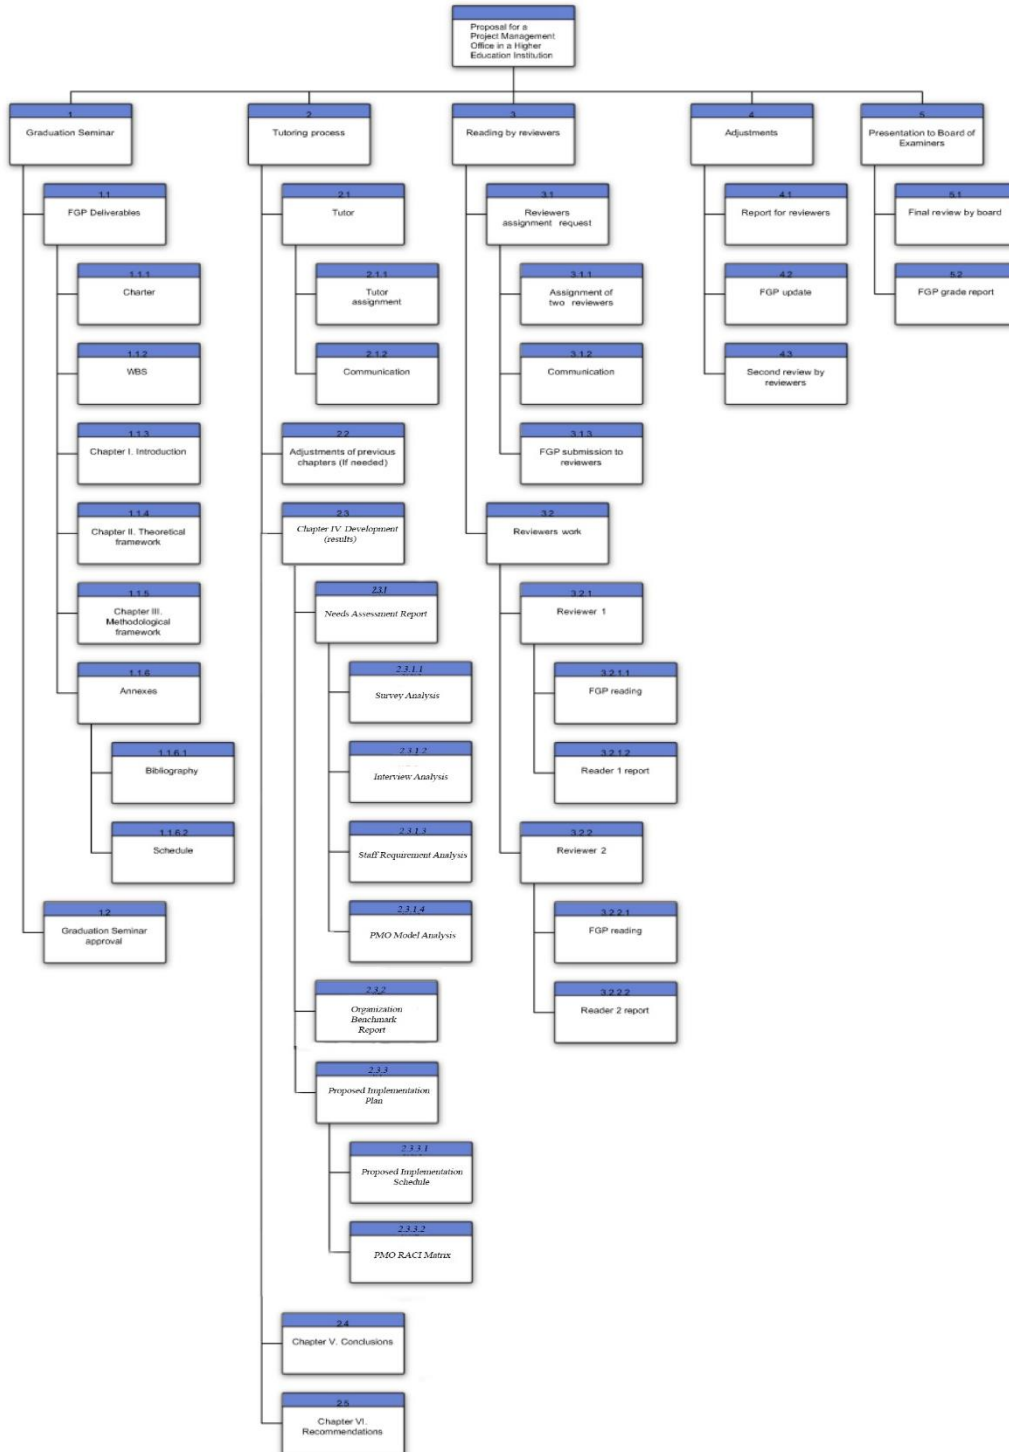 Proposal for a
Project Management
Office in a Higher
Education Institution
1
Graduation Seminar
1.1
FGP Deliverables
1.1.1
Charter
1.1.2
WBS
1.1.3
Chapter I. Introduction
1.1.4
Chapter II. Theoretical
framework
1.1.5
Chapter III.
Methodological
framework
1.1.6
Annexes
1.1.6.1
Bibliography
1.1.6.2
Schedule
1.2
Graduation Seminar
approval
2
Tutoring process
2.1
Tutor
2.1.1
Tutor
assignment
2.1.2
Communication
2.2
Adjustments of previous
chapters (If needed)
2.3
Chapter IV. Development
(results)
2.3.1
Needs Assessment Report
2.3.1.1
Survey Analysis
2.3.1.2
Interview Analysis
2.3.1.3
Staff Requirement Analysis
2.3.1.4
PMO Model Analysis
2.3.2
Organization
Benchmark
Report
2.3.3
Proposed Implementation
Plan
2.3.3.1
Proposed Implementation
Schedule
2.3.3.2
PMO RACI Matrix
2.4
Chapter V. Conclusions
2.5
Chapter VI.
Recommendations
3
Reading by reviewers
3.1
Reviewers
assignment request
3.1.1
Assignment of
two reviewers
3.1.2
Communication
3.1.3
FGP submission to
reviewers
3.2
Reviewers work
3.2.1
Reviewer 1
3.2.1.1
FGP reading
3.2.1.2
Reader 1 report
3.2.2
Reviewer 2
3.2.2.1
FGP reading
3.2.2.2
Reader 2 report
4
Adjustments
4.1
Report for reviewers
4.2
FGP update
4.3
Second review by
reviewers
5
Presentation to Board of
Examiners
5.1
Final review by board
5.2
FGP grade report